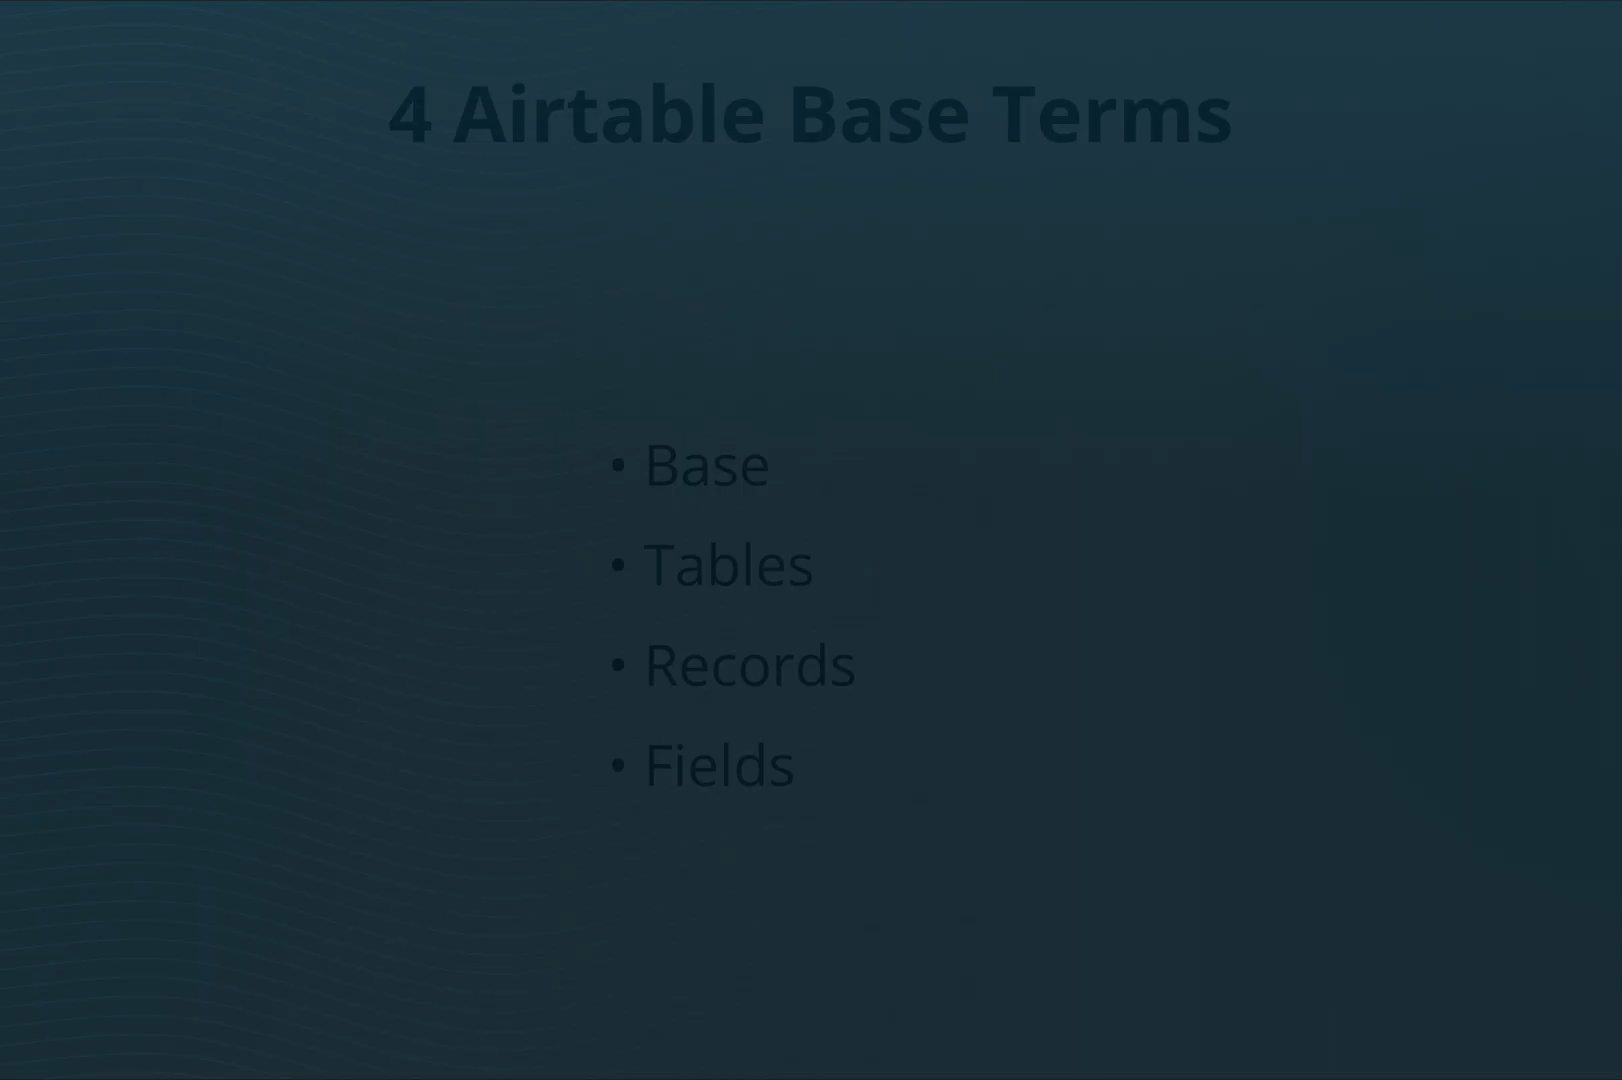 4 Airtable Base Terms
• Base
• Tables
• Records
• Fields